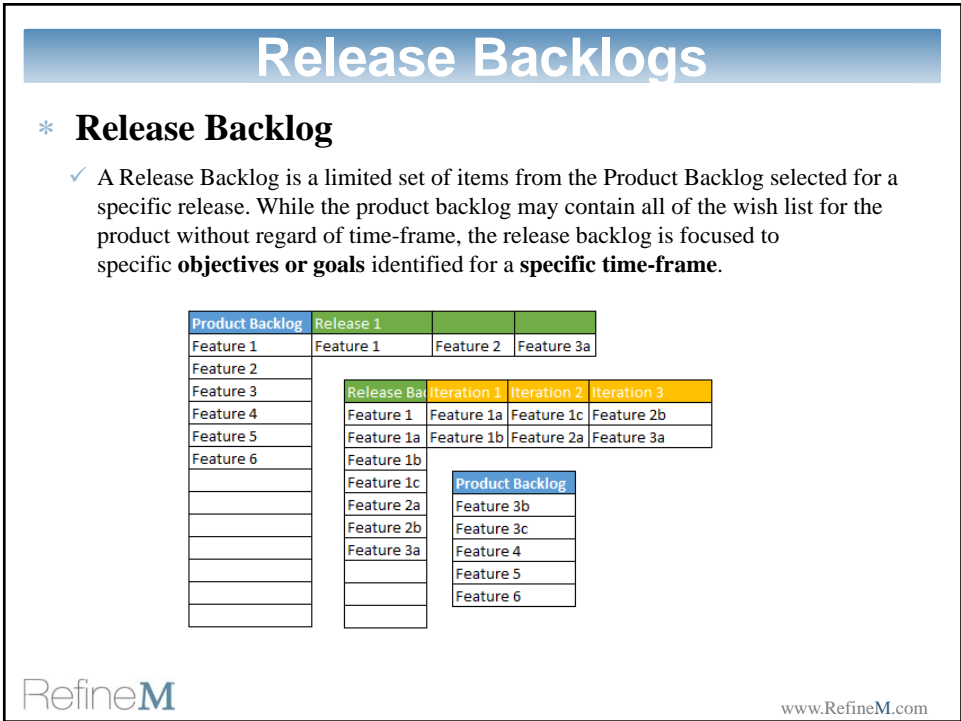 Release Backlogs
* Release Backlog
✓ A Release Backlog is a limited set of items from the Product Backlog selected for a
specific release. While the product backlog may contain all of the wish list for the
product without regard of time-frame, the release backlog is focused to
specific objectives or goals identified for a specific time-frame.
Product Backlog Release 1
Feature 1 Feature 1 Feature 2 Feature 3a
Feature 2
Feature 3
Feature 4
Feature 5
Feature 6
Release Bac Iteration 1 Iteration 2 Iteration 3
Feature 1 Feature 1a Feature 1c Feature 2b
Feature 1a Feature 1b Feature 2a Feature 3a
Feature 1b
Feature 1c
Feature 2a
Feature 2b
Feature 3a
Product Backlog
Feature 3b
Feature 3c
Feature 4
Feature 5
Feature 6
RefineM
www.RefineM.com